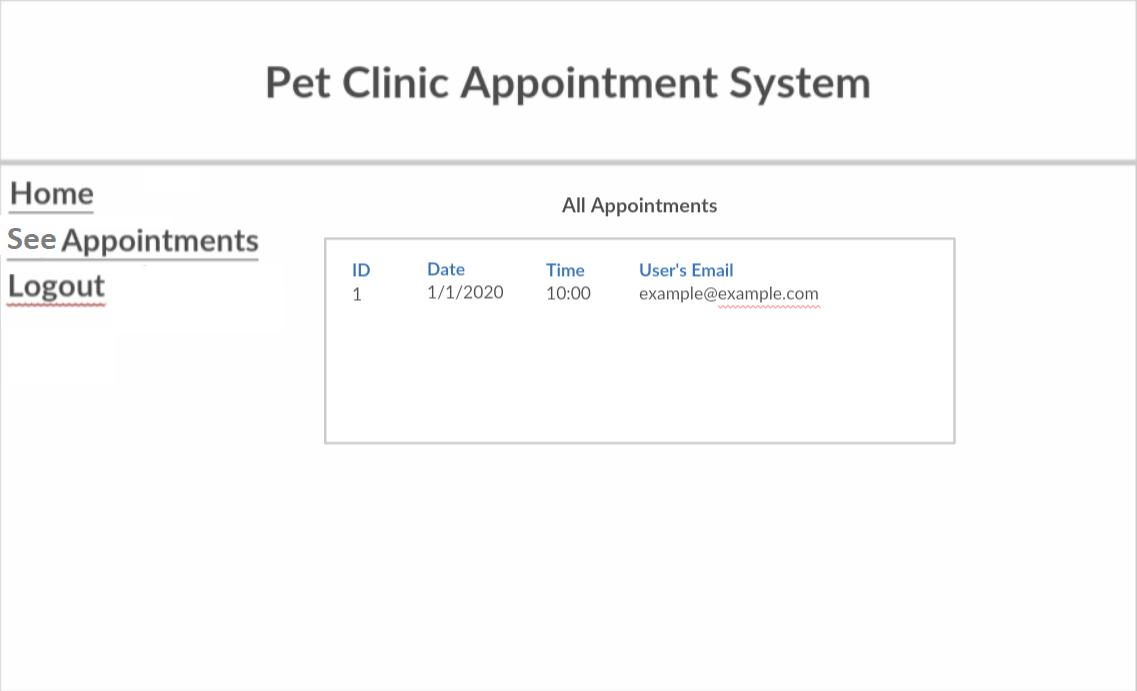 Pet Clinic Appointment System
Home
See Appointments
Logout
All Appointments
ID Date Time User's Email
1 1/1/2020 10:00 example@example.com